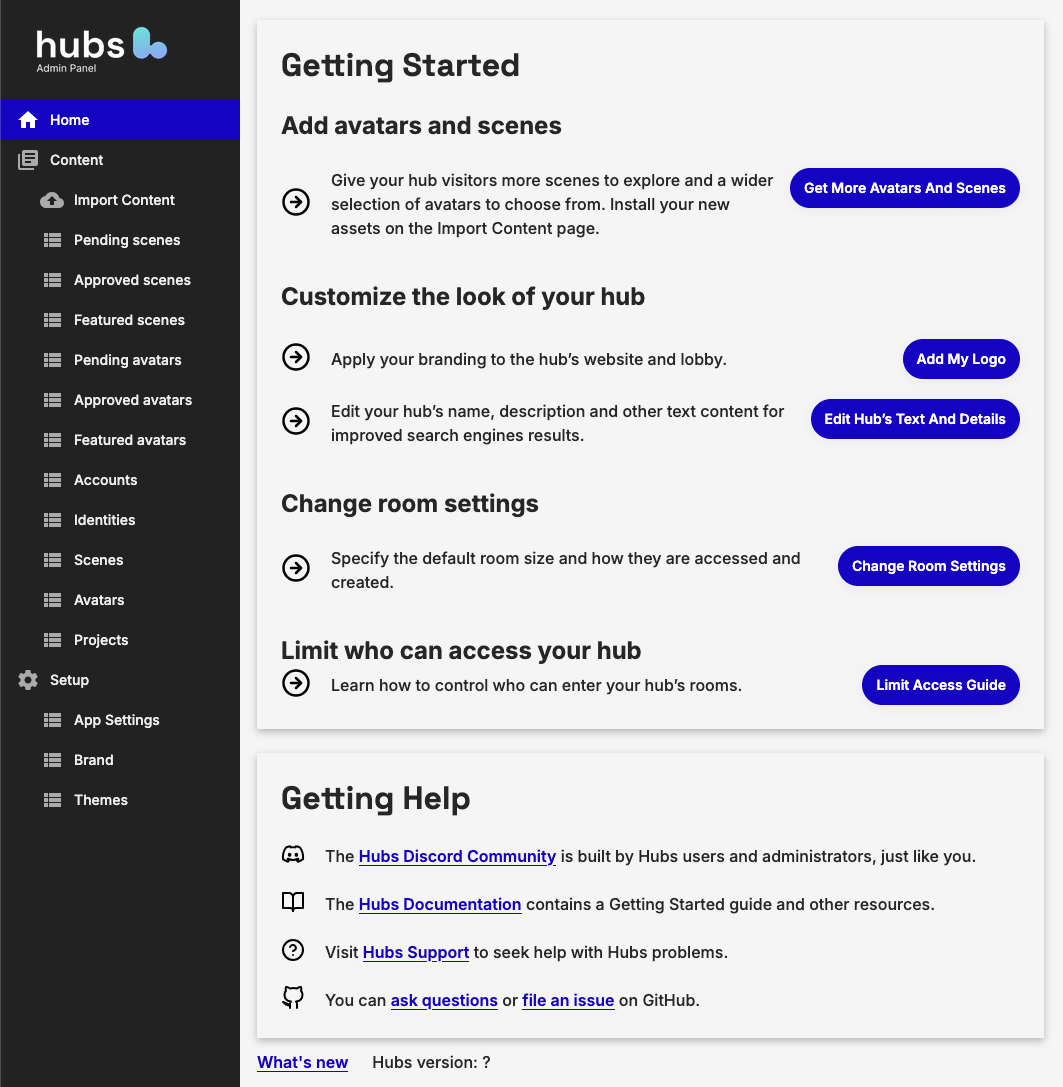 hubs
Admin Panel
Home
Content
Import Content
Pending scenes
Approved scenes
Featured scenes
Pending avatars
Approved avatars
Featured avatars
Accounts
Identities
Scenes
Avatars
Projects
Setup
App Settings
Brand
Themes
Getting Started
Add avatars and scenes
Give your hub visitors more scenes to explore and a wider
selection of avatars to choose from. Install your new
assets on the Import Content page.
Get More Avatars And Scenes
Customize the look of your hub
Apply your branding to the hub’s website and lobby.
Add My Logo
Edit your hub’s name, description and other text content for
improved search engines results.
Edit Hub’s Text And Details
Change room settings
Specify the default room size and how they are accessed and
created.
Change Room Settings
Limit who can access your hub
Learn how to control who can enter your hub’s rooms.
Limit Access Guide
Getting Help
The Hubs Discord Community is built by Hubs users and administrators, just like you.
The Hubs Documentation contains a Getting Started guide and other resources.
Visit Hubs Support to seek help with Hubs problems.
You can ask questions or file an issue on GitHub.
What's new Hubs version: ?